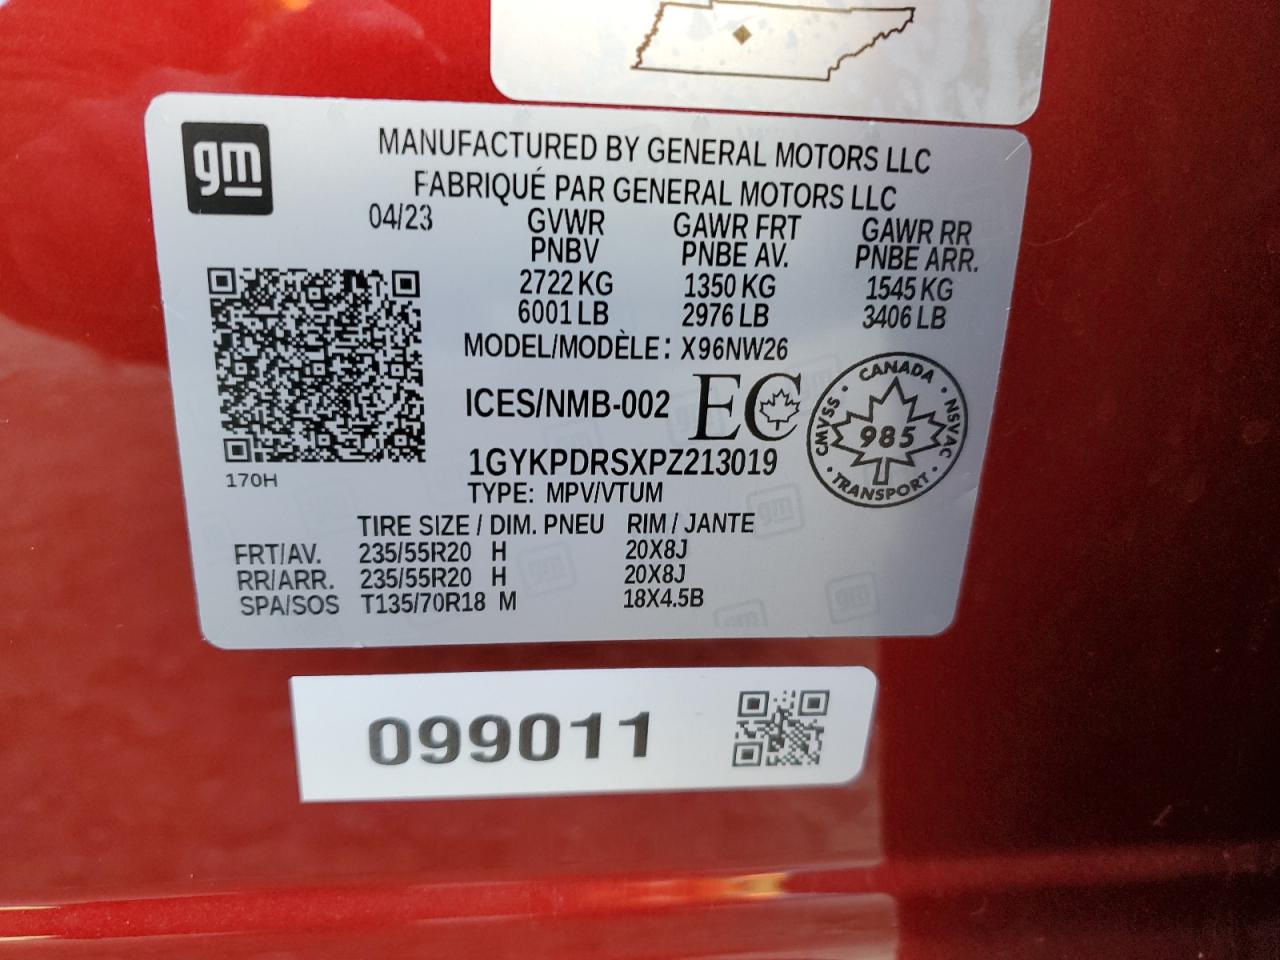 gm
MANUFACTURED BY GENERAL MOTORS LLC
FABRIQUÉ PAR GENERAL MOTORS LLC
04/23 GVWR GAWR FRT GAWR RR
PNBV PNBE AV. PNBE ARR.
2722 KG 1350 KG 1545 KG
6001 LB 2976 LB 3406 LB
MODEL/MODÈLE: X96NW26
ICES/NMB-002 EC
CANADA
CMVSS 985 NSVAC
TRANSPORT
1GYKPDRSXPZ213019
170H
TYPE: MPV/VTUM
TIRE SIZE / DIM. PNEU RIM / JANTE
FRT/AV. 235/55R20 H 20X8J
RR/ARR. 235/55R20 H 20X8J
SPA/SOS T135/70R18 M 18X4.5B
099011